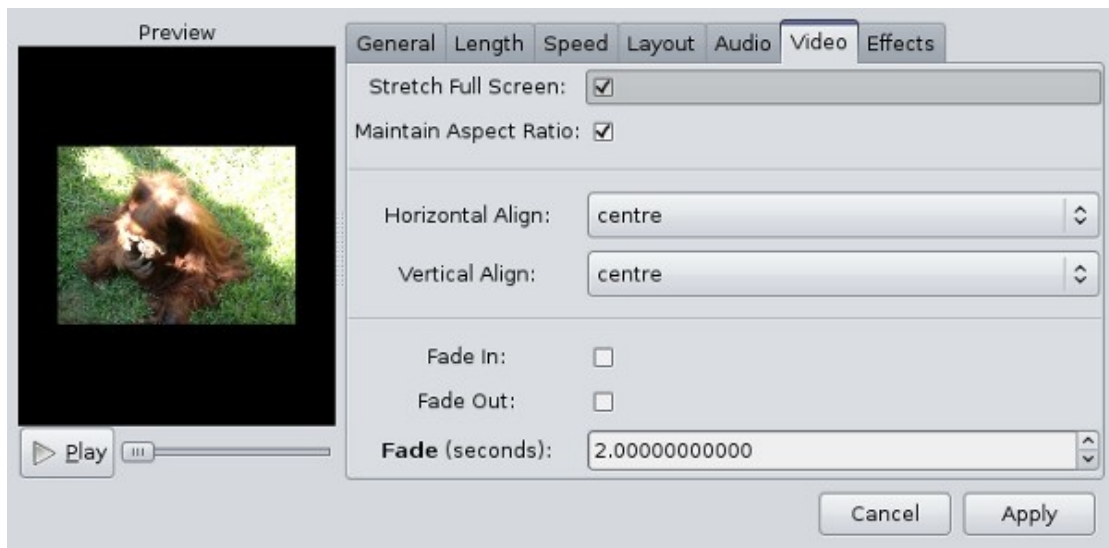 Preview
General Length Speed Layout Audio Video Effects
Stretch Full Screen:
Maintain Aspect Ratio:
Horizontal Align: centre
Vertical Align: centre
Fade In:
Fade Out:
Fade (seconds): 2.00000000000
Play
Cancel Apply